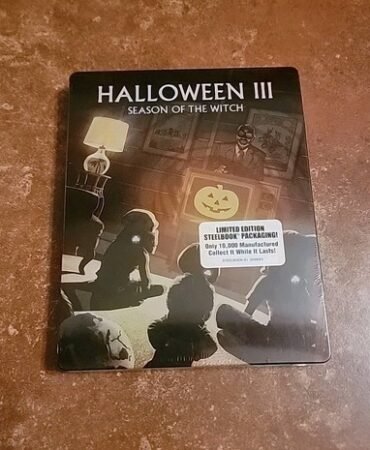 HALLOWEEN III
SEASON OF THE WITCH
LIMITED EDITION
STEELBOOK® PACKAGING!
Only 10,000 Manufactured
Collect It While It Lasts!